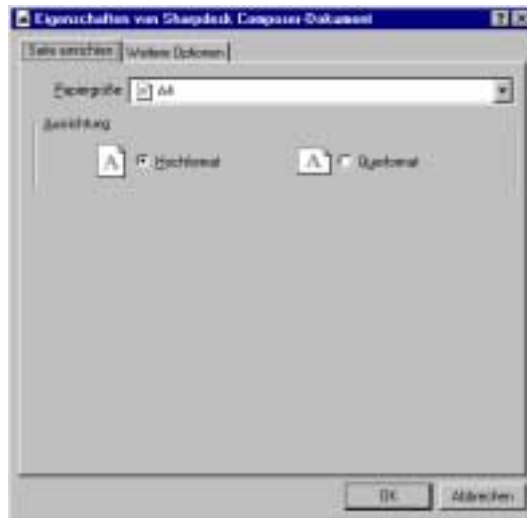 Eigenschaften von Sharpdesk Composer-Dokument
Seite einrichten Weitere Optionen
Papiergröße: A4
Ausrichtung
A Hochformat A Querformat
OK Abbrechen